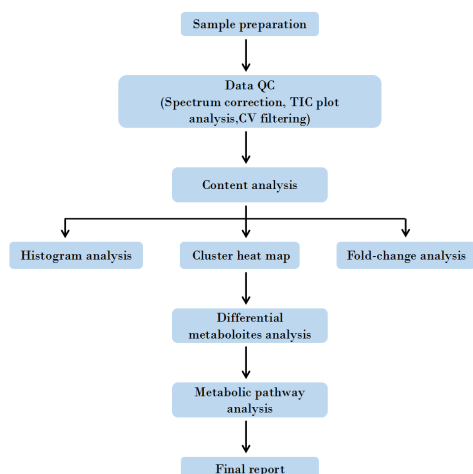 Sample preparation
Data QC
(Spectrum correction, TIC plot
analysis,CV filtering)
Content analysis
Histogram analysis
Cluster heat map
Fold-change analysis
Differential
metaboloites analysis
Metabolic pathway
analysis
Final report